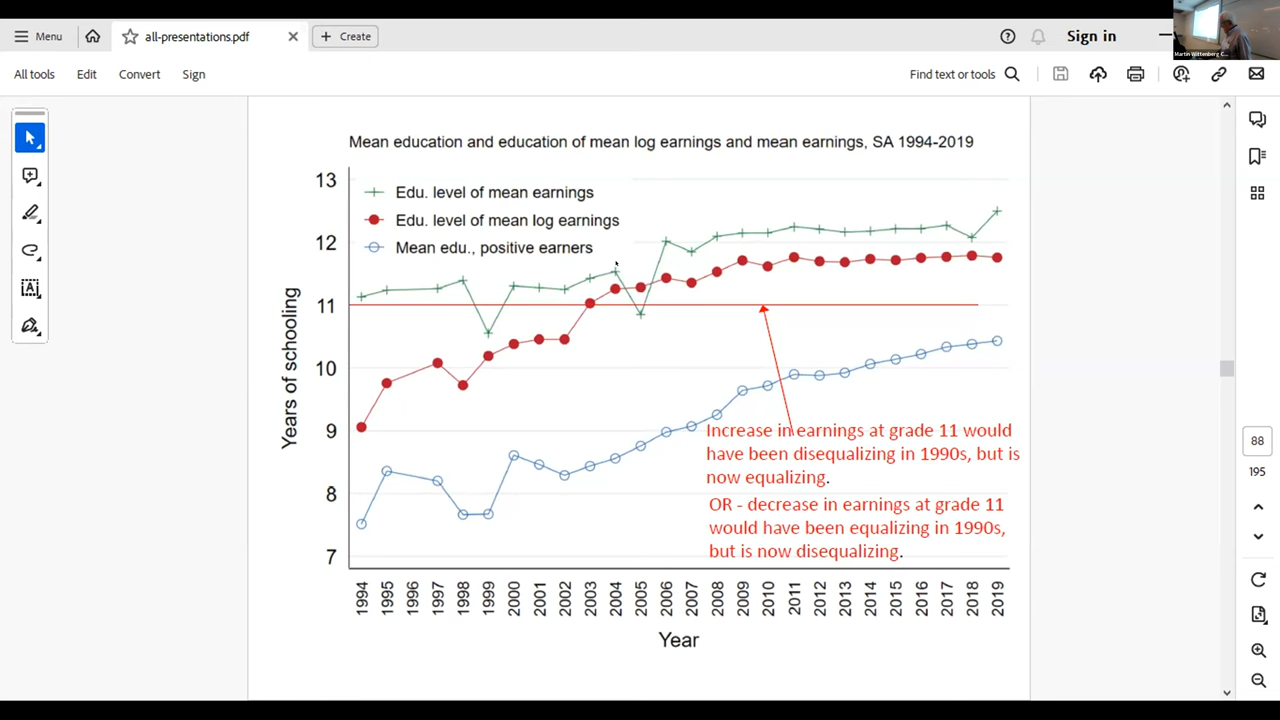 Menu
all-presentations.pdf
Create
Sign in
Martin Wittenberg C...
All tools
Edit
Convert
Sign
Find text or tools
Mean education and education of mean log earnings and mean earnings, SA 1994-2019
Edu. level of mean earnings
Edu. level of mean log earnings
Mean edu., positive earners
13
12
11
10
9
8
7
Years of schooling
Increase in earnings at grade 11 would
have been disequalizing in 1990s, but is
now equalizing.
OR - decrease in earnings at grade 11
would have been equalizing in 1990s,
but is now disequalizing.
1994 1995 1996 1997 1998 1999 2000 2001 2002 2003 2004 2005 2006 2007 2008 2009 2010 2011 2012 2013 2014 2015 2016 2017 2018 2019
Year
88
195